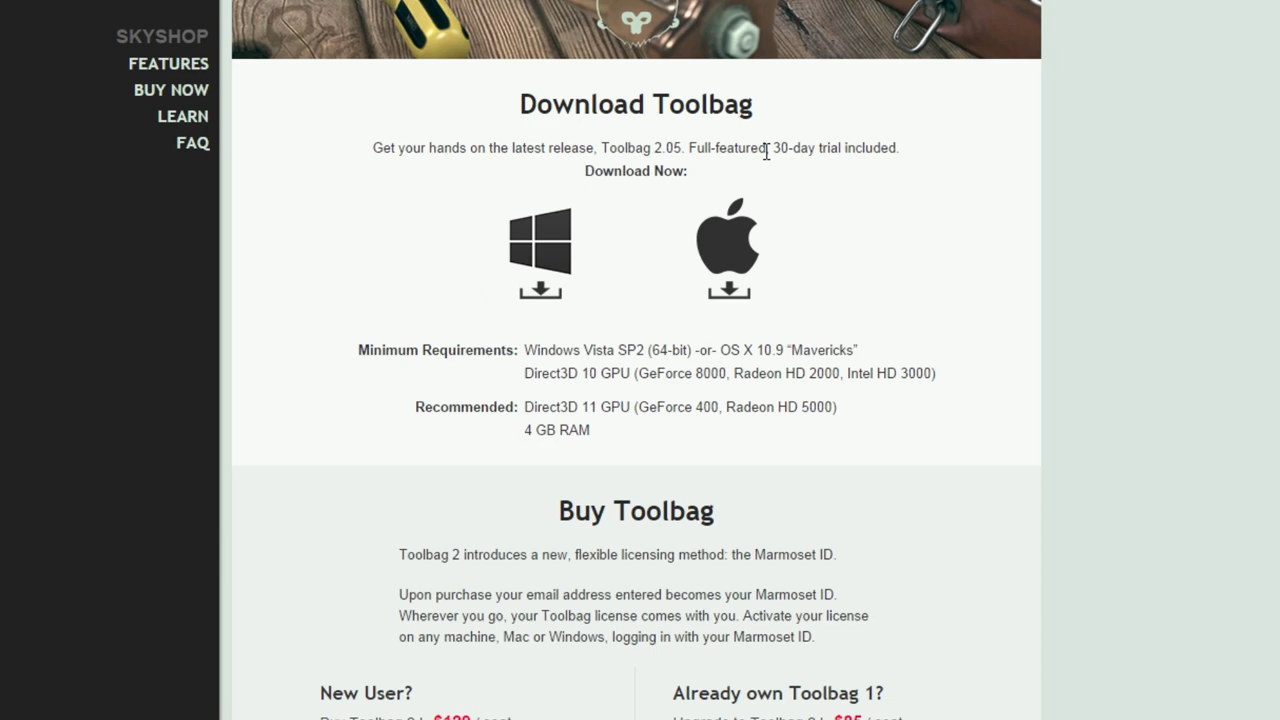 SKYSHOP
FEATURES
BUY NOW
LEARN
FAQ
Download Toolbag
Get your hands on the latest release, Toolbag 2.05. Full-featured, 30-day trial included.
Download Now:
Minimum Requirements: Windows Vista SP2 (64-bit) -or- OS X 10.9 “Mavericks”
Direct3D 10 GPU (GeForce 8000, Radeon HD 2000, Intel HD 3000)
Recommended: Direct3D 11 GPU (GeForce 400, Radeon HD 5000)
4 GB RAM
Buy Toolbag
Toolbag 2 introduces a new, flexible licensing method: the Marmoset ID.
Upon purchase your email address entered becomes your Marmoset ID.
Wherever you go, your Toolbag license comes with you. Activate your license
on any machine, Mac or Windows, logging in with your Marmoset ID.
New User?
Already own Toolbag 1?